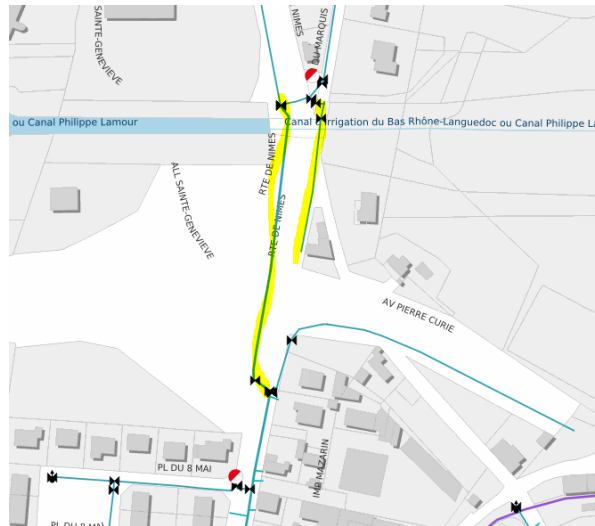 SAINTE-GENEVIEVE
NIMES
DU MARQUIS
ou Canal Philippe Lamour
Canal d'Irrigation du Bas Rhône-Languedoc ou Canal Philippe La
RTE DE NIMES
ALL SAINTE-GENEVIEVE
RTE DE NIMES
AV PIERRE CURIE
IMP MAZARIN
PL DU 8 MAI
PL DU 8 MAI